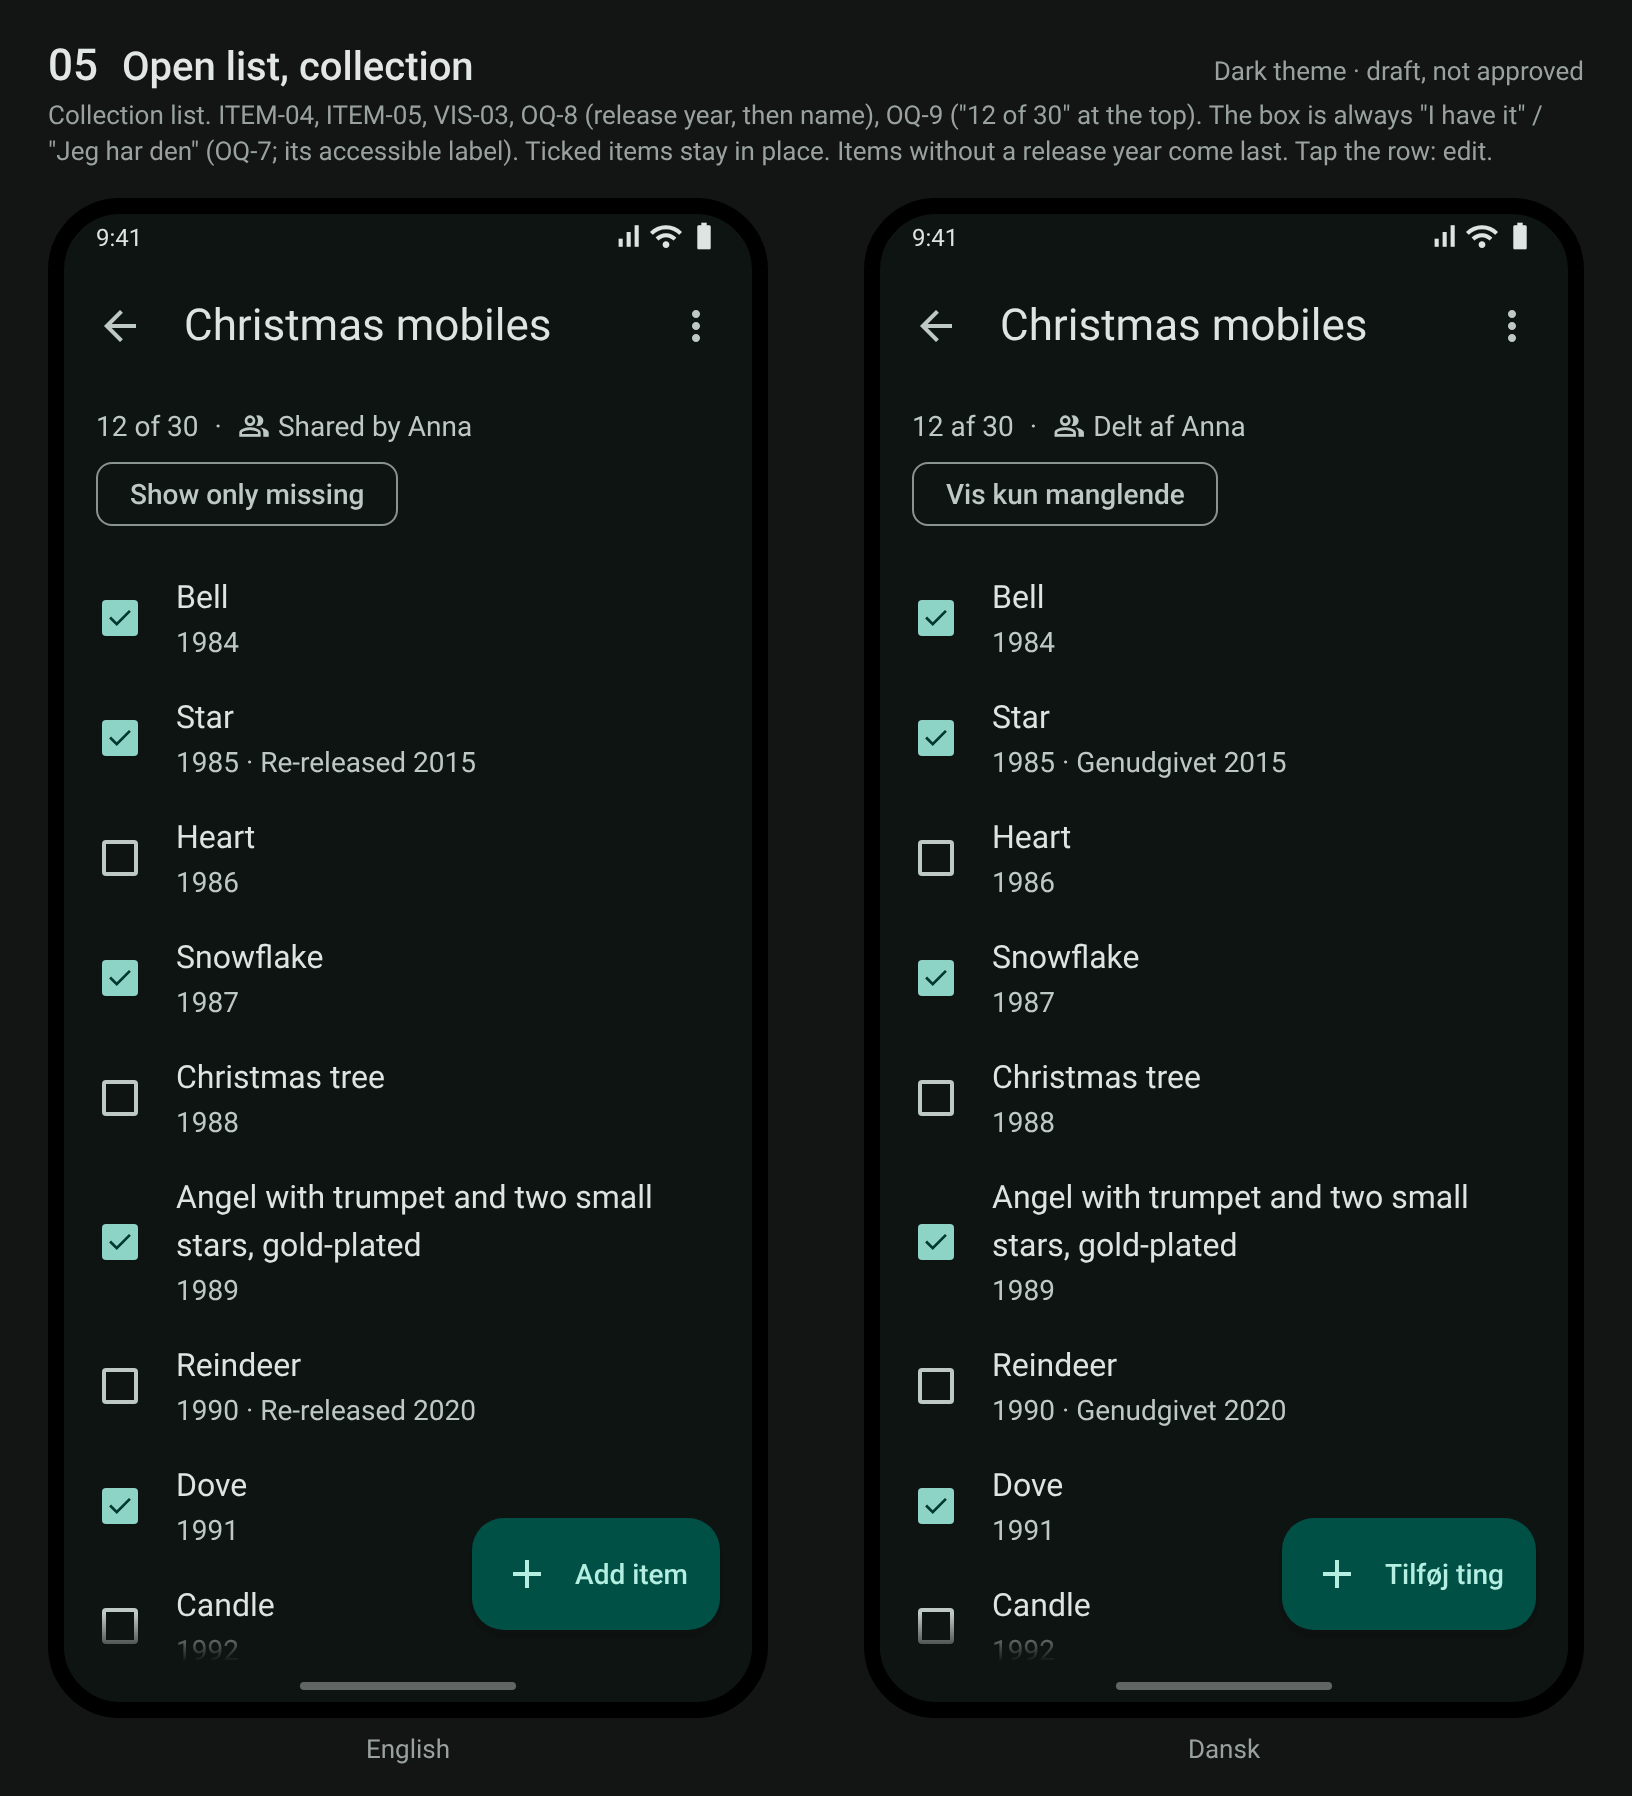 05 Open list, collection
Dark theme · draft, not approved
Collection list. ITEM-04, ITEM-05, VIS-03, OQ-8 (release year, then name), OQ-9 ("12 of 30" at the top). The box is always "I have it" /
"Jeg har den" (OQ-7; its accessible label). Ticked items stay in place. Items without a release year come last. Tap the row: edit.
9:41
Christmas mobiles
12 of 30 · Shared by Anna
Show only missing
Bell
1984
Star
1985 · Re-released 2015
Heart
1986
Snowflake
1987
Christmas tree
1988
Angel with trumpet and two small
stars, gold-plated
1989
Reindeer
1990 · Re-released 2020
Dove
1991
Add item
Candle
1992
English
9:41
Christmas mobiles
12 af 30 · Delt af Anna
Vis kun manglende
Bell
1984
Star
1985 · Genudgivet 2015
Heart
1986
Snowflake
1987
Christmas tree
1988
Angel with trumpet and two small
stars, gold-plated
1989
Reindeer
1990 · Genudgivet 2020
Dove
1991
Tilføj ting
Candle
1992
Dansk